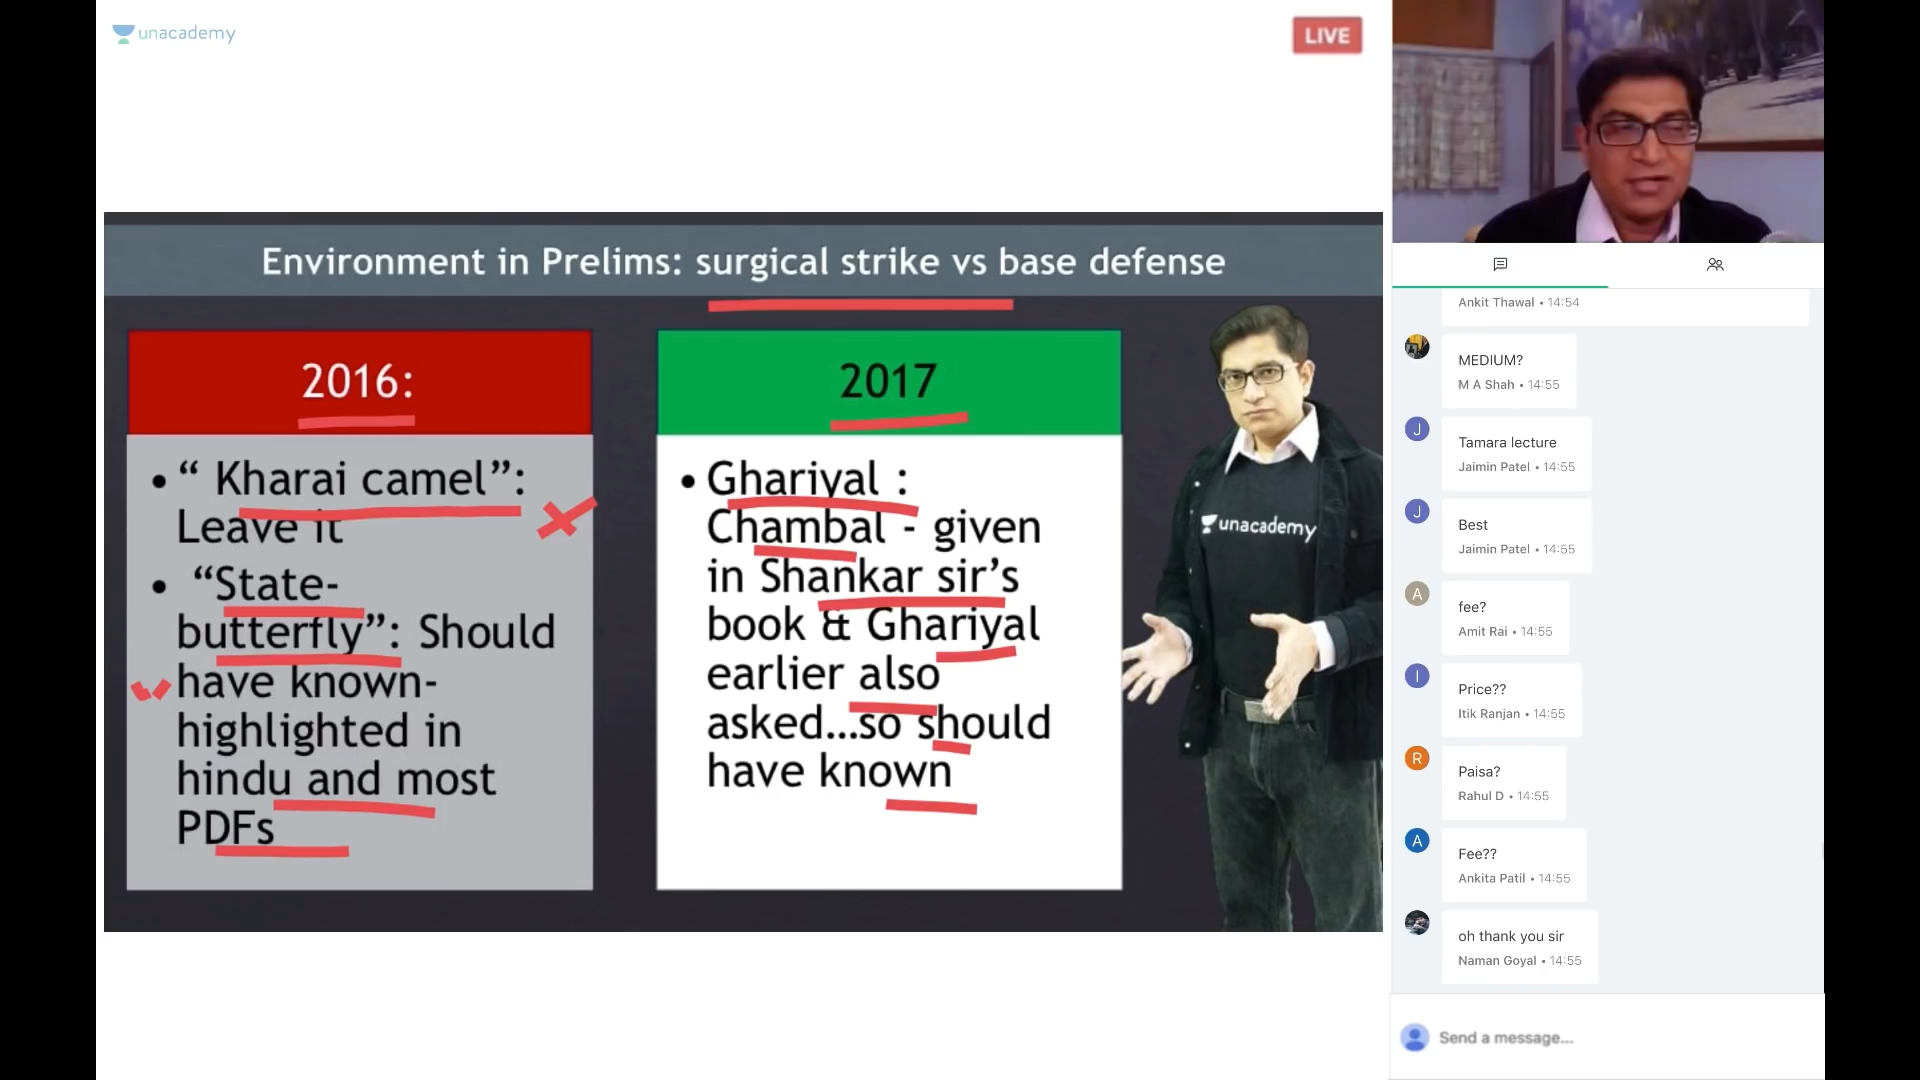 unacademy
LIVE
Environment in Prelims: surgical strike vs base defense
2016:
• “ Kharai camel”:
Leave it
• “State-
butterfly”: Should
have known-
highlighted in
hindu and most
PDFs
2017
• Ghariyal :
Chambal - given
in Shankar sir’s
book & Ghariyal
earlier also
asked...so should
have known
unacademy
Ankit Thawal • 14:54
MEDIUM?
M A Shah • 14:55
J
Tamara lecture
Jaimin Patel • 14:55
J
Best
Jaimin Patel • 14:55
A
fee?
Amit Rai • 14:55
I
Price??
Itik Ranjan • 14:55
R
Paisa?
Rahul D • 14:55
A
Fee??
Ankita Patil • 14:55
oh thank you sir
Naman Goyal • 14:55
Send a message...